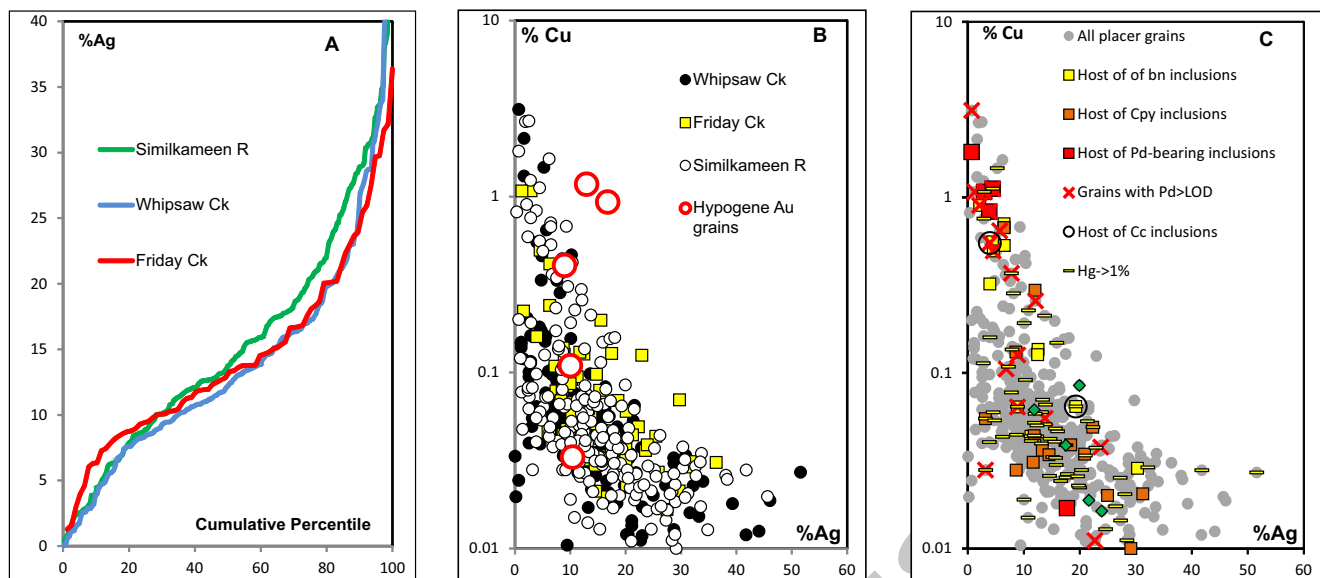 %Ag
A
40
35
30
25
20
15
10
5
0
Similkameen R
Whipsaw Ck
Friday Ck
Cumulative Percentile
0
20
40
60
80
100
% Cu
B
10
1
0.1
0.01
Whipsaw Ck
Friday Ck
Similkameen R
Hypogene Au
grains
%Ag
0
10
20
30
40
50
60
% Cu
C
10
1
0.1
0.01
All placer grains
Host of of bn inclusions
Host of Cpy inclusions
Host of Pd-bearing inclusions
Grains with Pd>LOD
Host of Cc inclusions
Hg->1%
%Ag
0
10
20
30
40
50
60